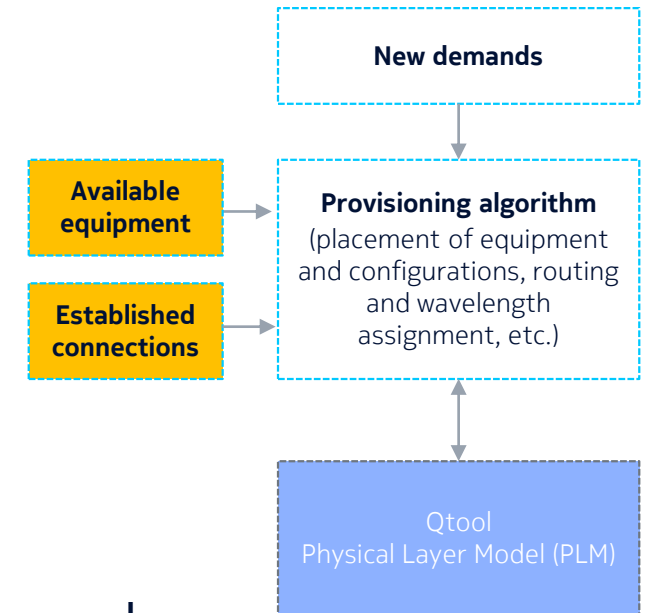 New demands
Available
equipment
Provisioning algorithm
(placement of equipment
and configurations, routing
and wavelength
assignment, etc.)
Established
connections
Qtool
Physical Layer Model (PLM)